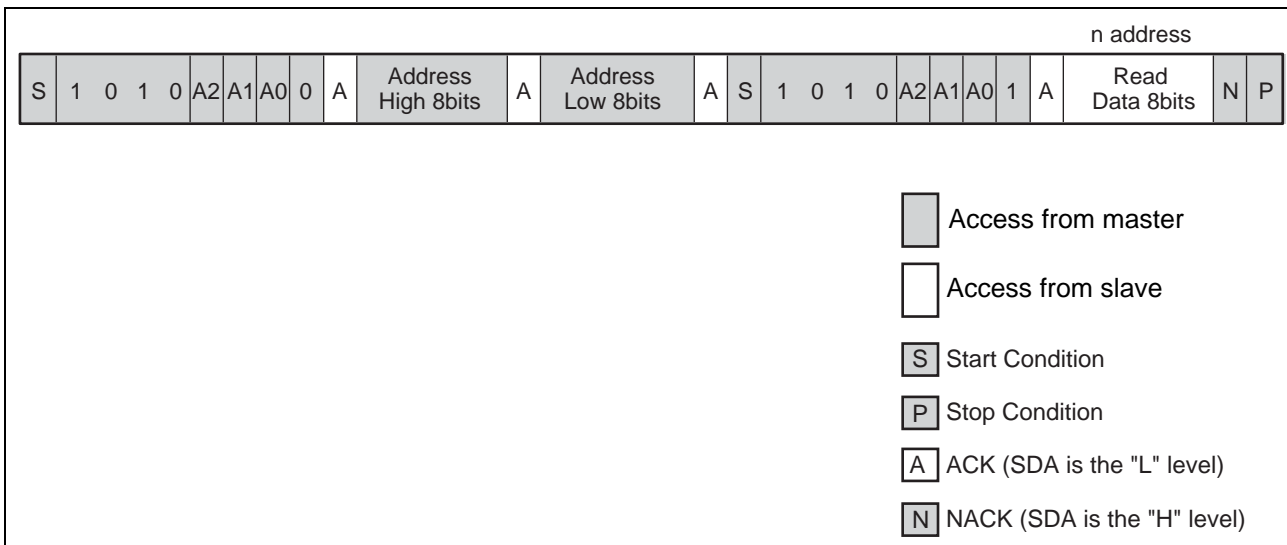 n address
S 1 0 1 0 A2 A1 A0 0 A Address High 8bits A Address Low 8bits A S 1 0 1 0 A2 A1 A0 1 A Read Data 8bits N P
Access from master
Access from slave
S Start Condition
P Stop Condition
A ACK (SDA is the "L" level)
N NACK (SDA is the "H" level)